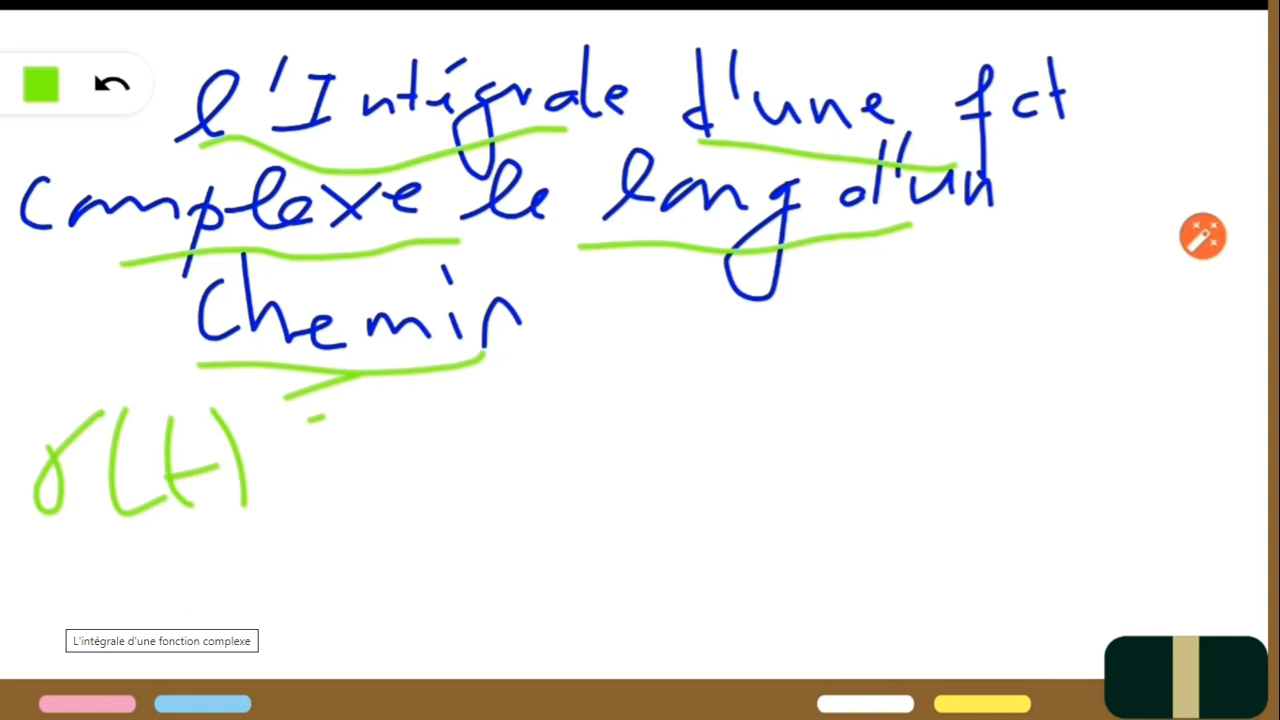 l'Intégrale d'une fct
complexe le long d'un
chemin
γ(t)
L'intégrale d'une fonction complexe